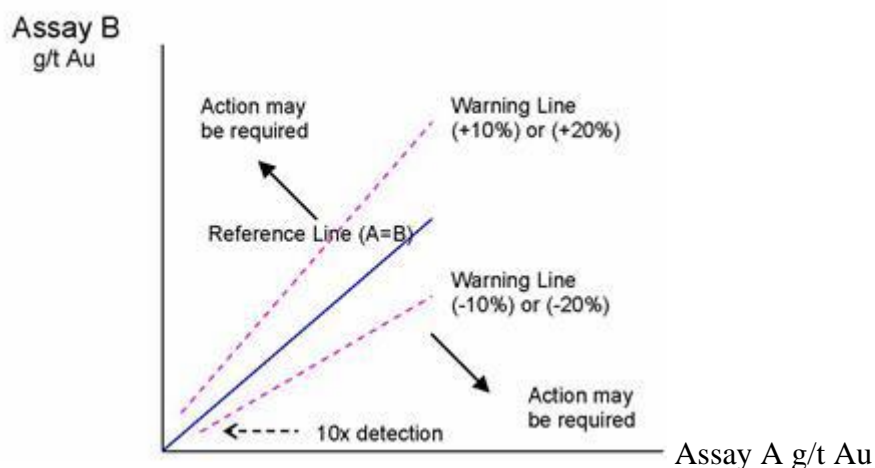 Assay B
g/t Au
Action may
be required
Warning Line
(+10%) or (+20%)
Reference Line (A=B)
Warning Line
(-10%) or (-20%)
Action may
be required
10x detection
Assay A g/t Au